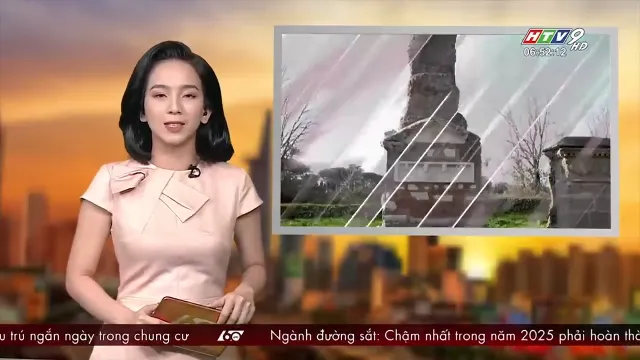 HTV9
HD
06:52:12
u trú ngắn ngày trong chung cư
60
Ngành đường sắt: Chậm nhất trong năm 2025 phải hoàn thà